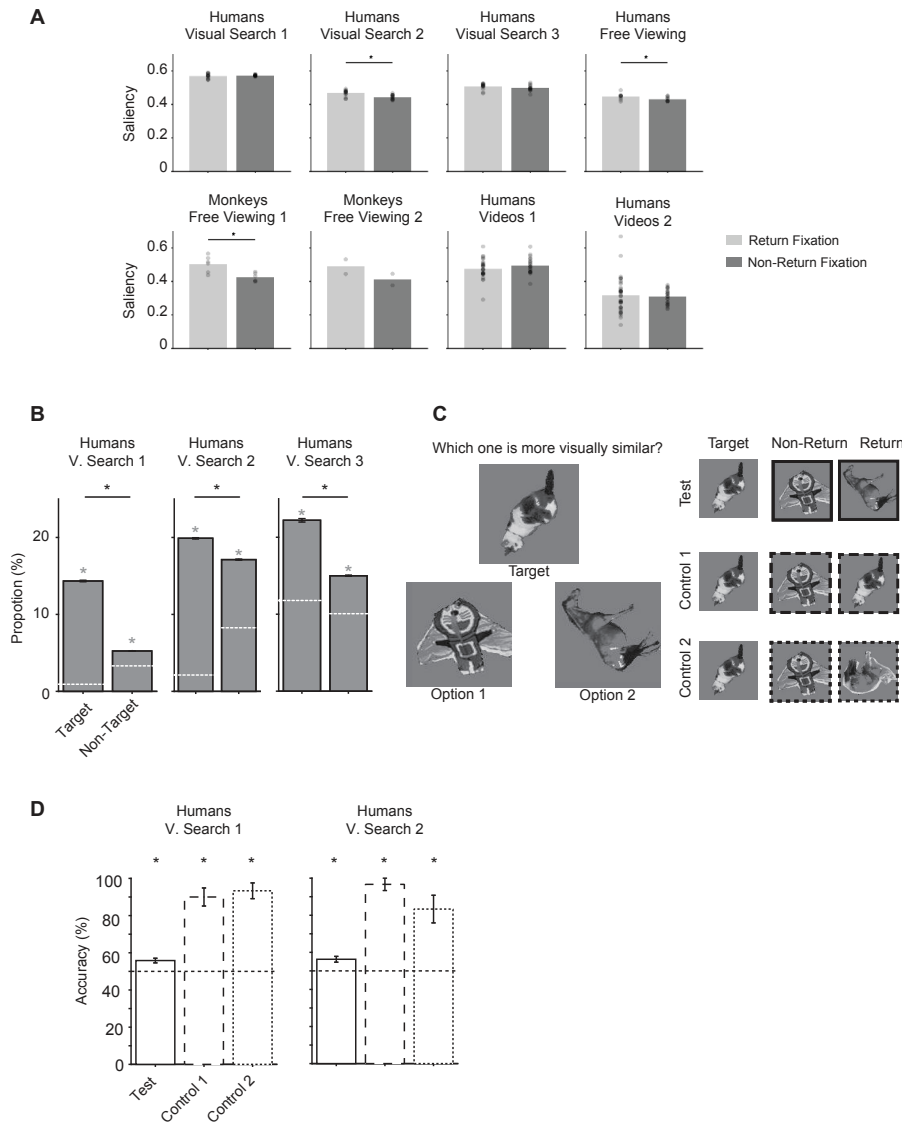 A
Humans
Visual Search 1
Humans
Visual Search 2
Humans
Visual Search 3
Humans
Free Viewing
*
*
Saliency
0.6
0.4
0.2
0
Monkeys
Free Viewing 1
Monkeys
Free Viewing 2
Humans
Videos 1
Humans
Videos 2
*
Saliency
0.6
0.4
0.2
0
Return Fixation
Non-Return Fixation
B
Humans
V. Search 1
Humans
V. Search 2
Humans
V. Search 3
*
*
*
*
*
*
*
*
*
Propotion (%)
20
10
0
Target
Non-Target
C
Which one is more visually similar?
Target
Option 1
Option 2
Target
Non-Return
Return
Test
Control 1
Control 2
D
Humans
V. Search 1
Humans
V. Search 2
*
*
*
*
*
*
Accuracy (%)
100
80
60
40
20
0
Test
Control 1
Control 2